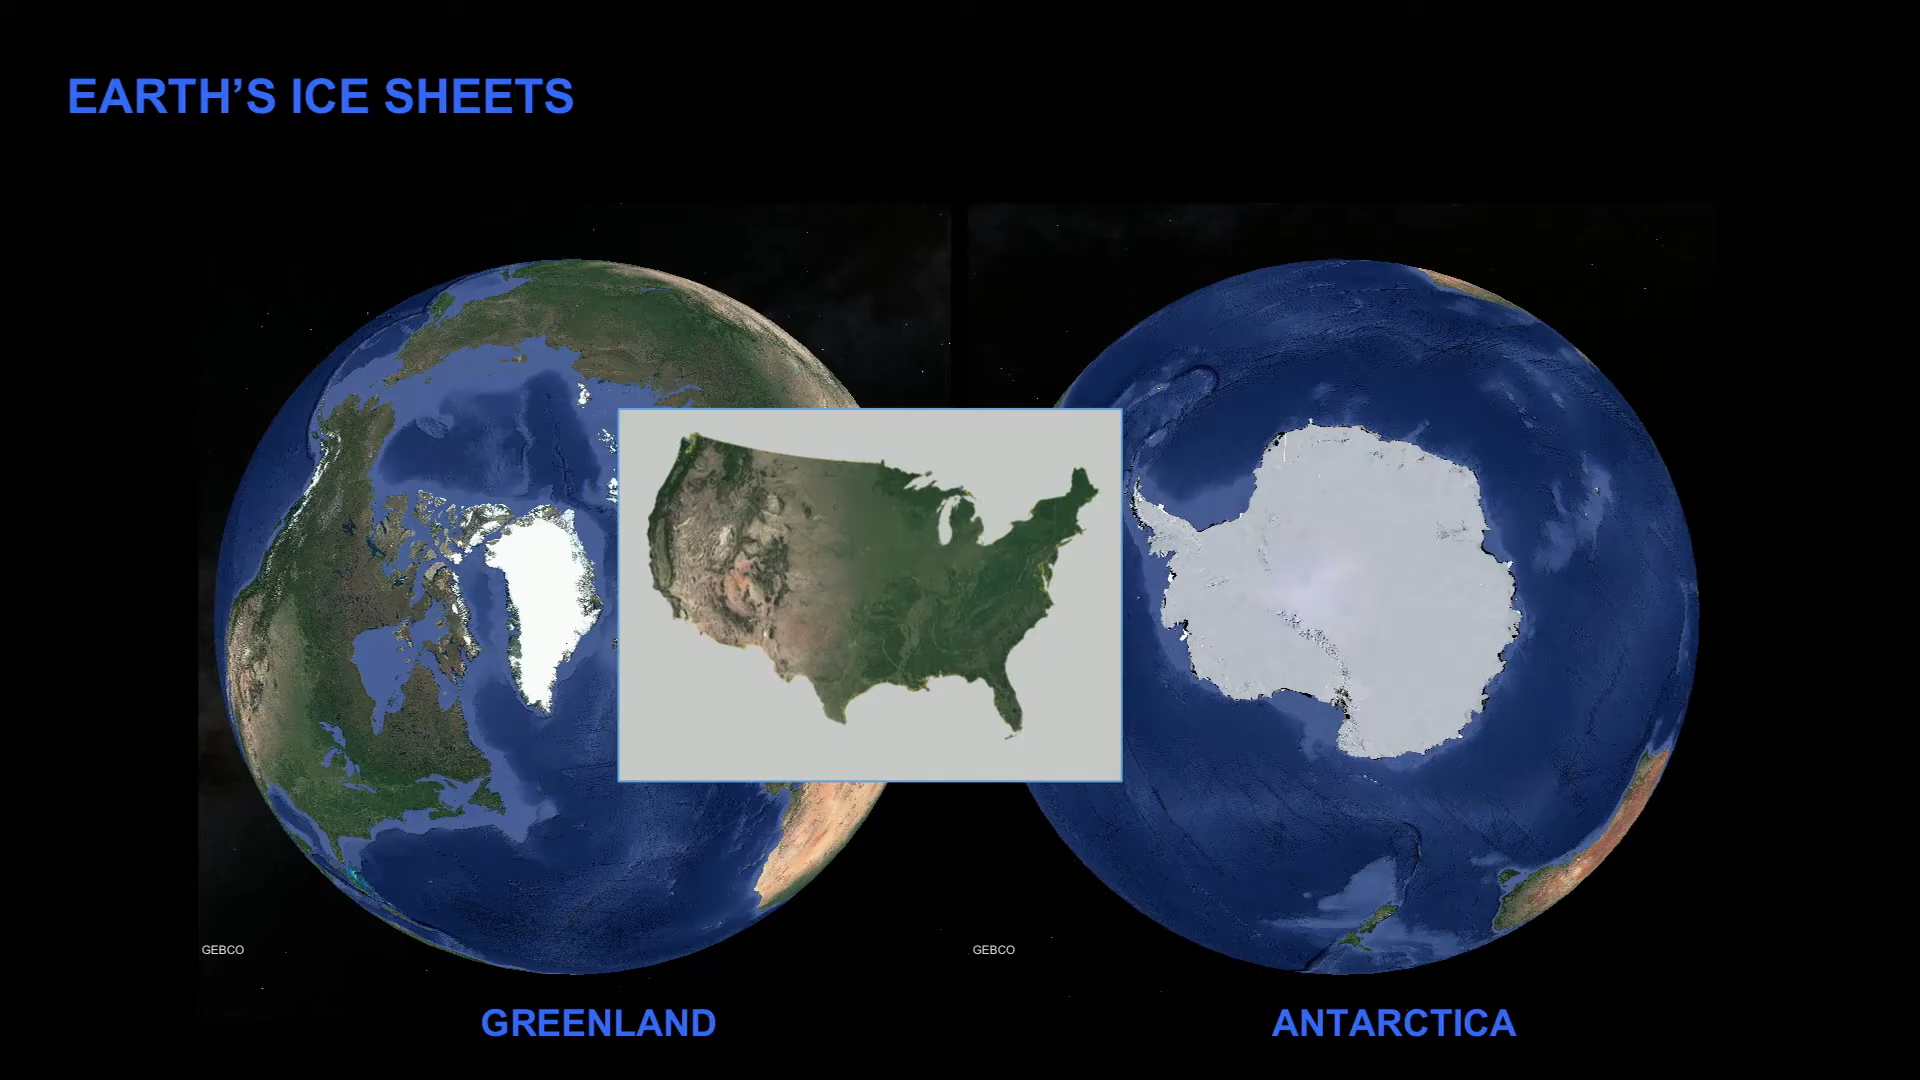 EARTH’S ICE SHEETS
GEBCO
GEBCO
GREENLAND
ANTARCTICA